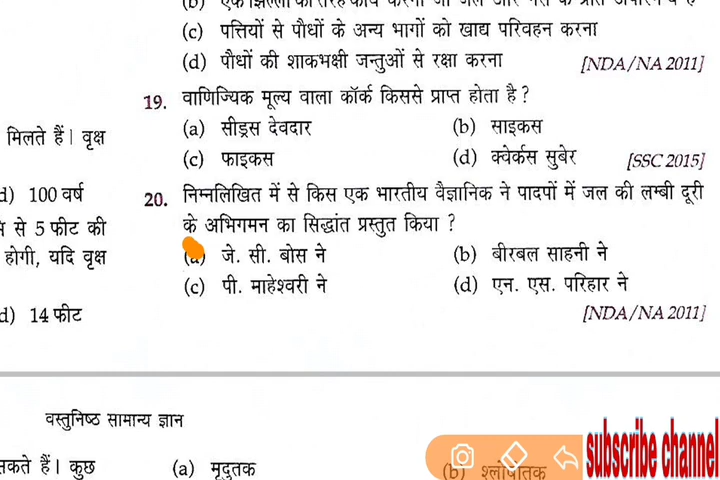 (c) पत्तियों से पौधों के अन्य भागों को खाद्य परिवहन करना
(d) पौधों की शाकभक्षी जन्तुओं से रक्षा करना
[NDA/NA 2011]
19. वाणिज्यिक मूल्य वाला कॉर्क किससे प्राप्त होता है?
(a) सीड्रस देवदार
(b) साइकस
(c) फाइकस
(d) क्वेर्कस सुबेर [SSC 2015]
20. निम्नलिखित में से किस एक भारतीय वैज्ञानिक ने पादपों में जल की लम्बी दूरी
के अभिगमन का सिद्धांत प्रस्तुत किया ?
(a) जे. सी. बोस ने
(b) बीरबल साहनी ने
(c) पी. माहेश्वरी ने
(d) एन. एस. परिहार ने
[NDA/NA 2011]
मिलते हैं। वृक्ष
d) 100 वर्ष
से 5 फीट की
होगी, यदि वृक्ष
d) 14 फीट
वस्तुनिष्ठ सामान्य ज्ञान
सकते हैं। कुछ
(a) मृदुतक
(b) श्लेषोतक
subscribe channel